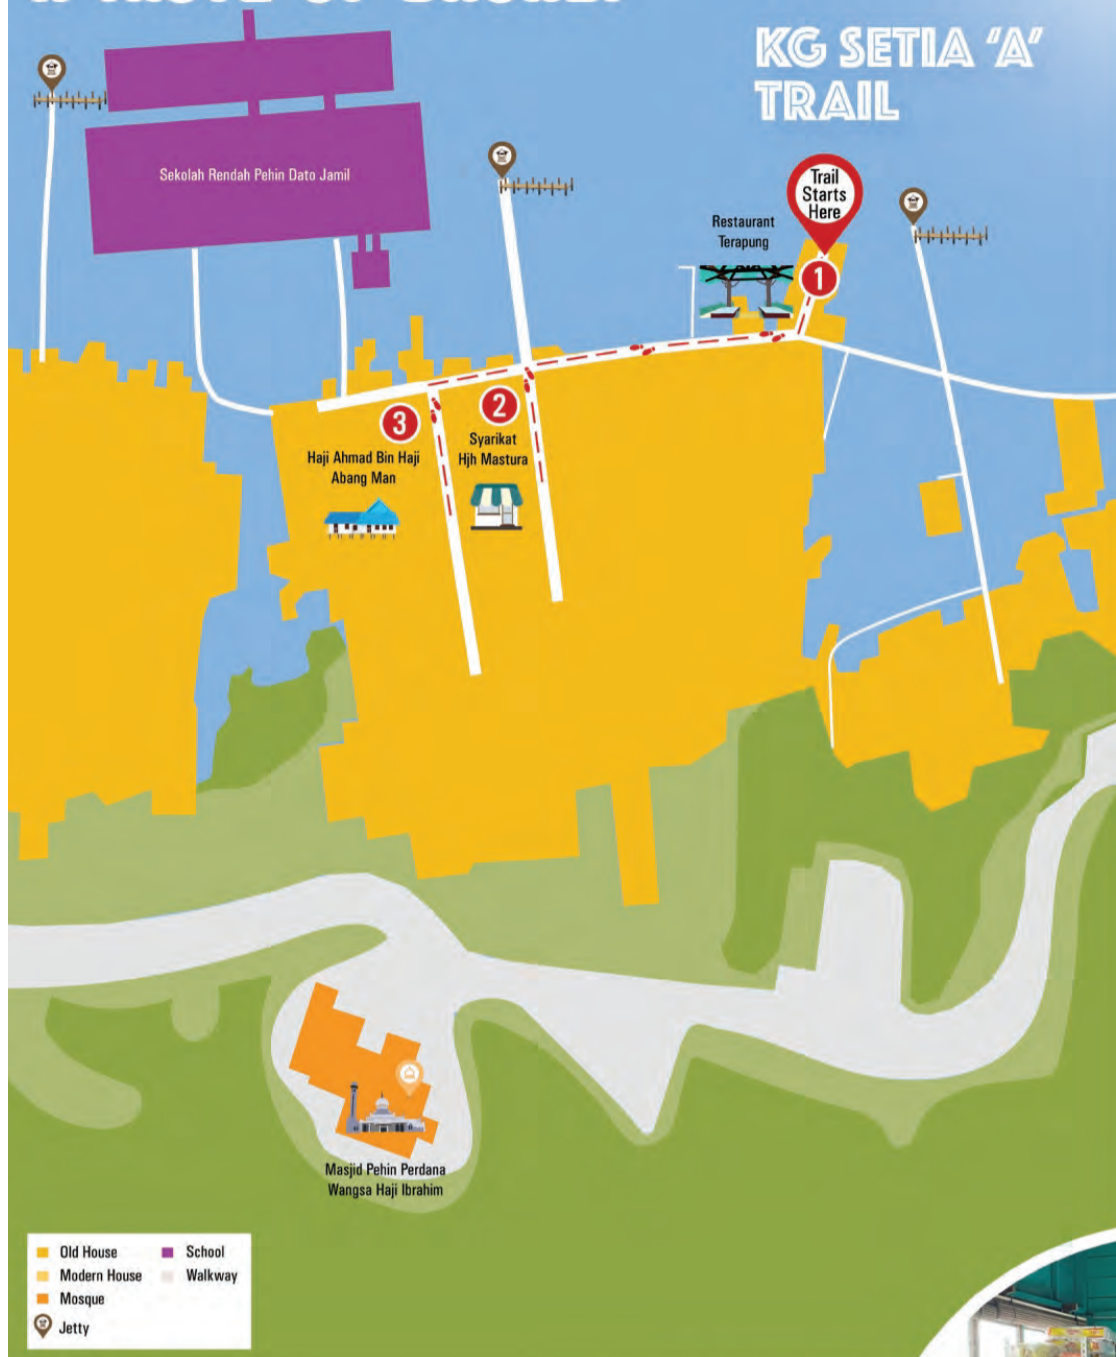 KG SETIA 'A'
TRAIL
Sekolah Rendah Pehin Dato Jamil
Trail
Starts
Here
Restaurant
Terapung
1
2
Syarikat
Hjh Mastura
3
Haji Ahmad Bin Haji
Abang Man
Masjid Pehin Perdana
Wangsa Haji Ibrahim
Old House
Modern House
Mosque
Jetty
School
Walkway